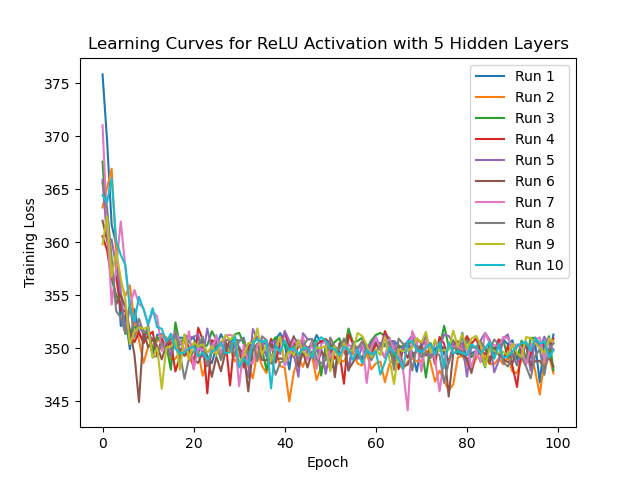 Learning Curves for ReLU Activation with 5 Hidden Layers
375
370
365
360
355
350
345
Training Loss
0
20
40
60
80
100
Epoch
Run 1
Run 2
Run 3
Run 4
Run 5
Run 6
Run 7
Run 8
Run 9
Run 10